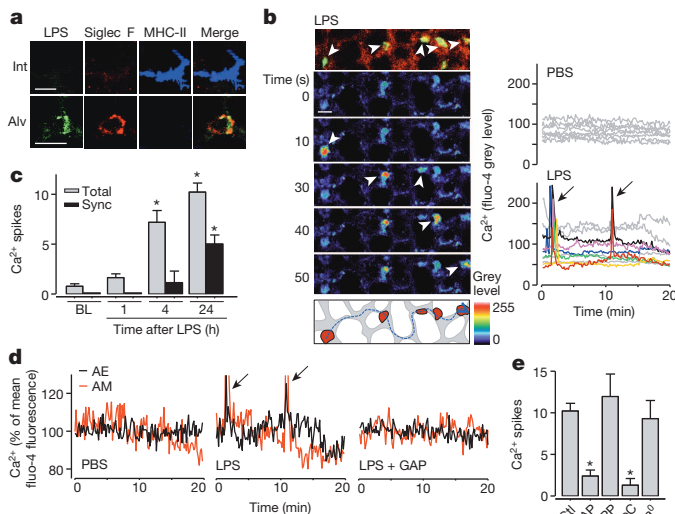 a
LPS Siglec F MHC-II Merge
Int
Alv
b
LPS
Time (s)
0
10
30
40
50
Grey level
255
0
PBS
200
150
100
50
0
LPS
200
150
100
50
0
Ca²⁺ (fluo-4 grey level)
0 10 20
Time (min)
c
Total
Sync
Ca²⁺ spikes
10
5
0
* * *
BL 1 4 24
Time after LPS (h)
d
AE
AM
Ca²⁺ (% of mean fluo-4 fluorescence)
120
100
80
PBS LPS LPS + GAP
0 10 20 0 10 20 0 10 20
Time (min)
e
Ca²⁺ spikes
15
10
5
0
* *